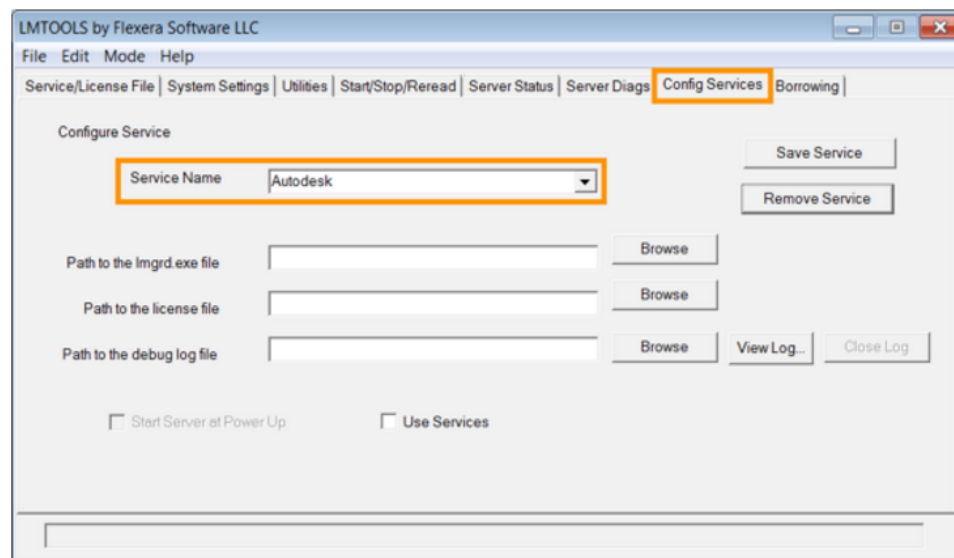 LMTOOLS by Flexera Software LLC
File Edit Mode Help
Service/License File System Settings Utilities Start/Stop/Reread Server Status Server Diags Config Services Borrowing
Configure Service
Save Service
Service Name Autodesk
Remove Service
Path to the lmgrd.exe file Browse
Path to the license file Browse
Path to the debug log file Browse View Log... Close Log
Start Server at Power Up Use Services